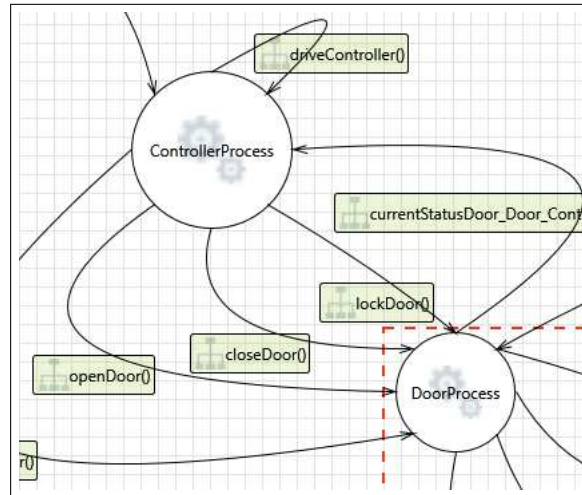 driveController()
ControllerProcess
currentStatusDoor_Door_Cont
lockDoor()
closeDoor()
openDoor()
DoorProcess
r()